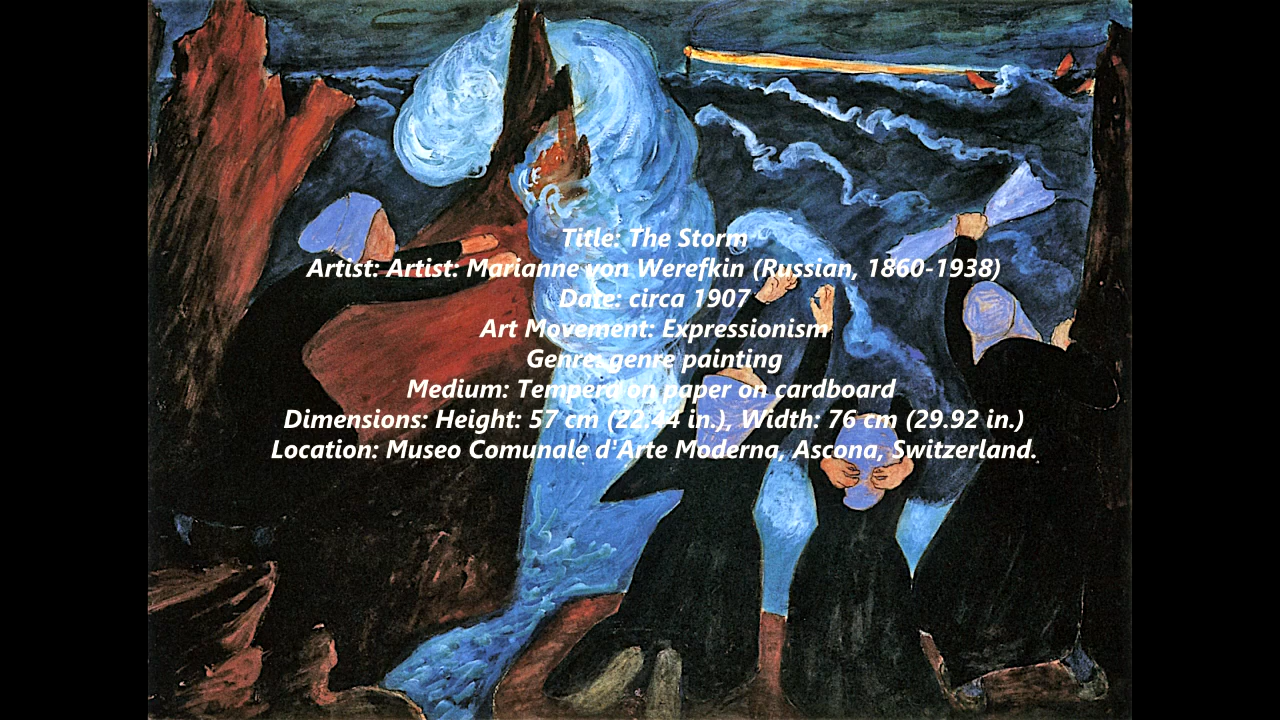 Title: The Storm
Artist: Artist: Marianne von Werefkin (Russian, 1860-1938)
Date: circa 1907
Art Movement: Expressionism
Genre: genre painting
Medium: Tempera on paper on cardboard
Dimensions: Height: 57 cm (22.44 in.), Width: 76 cm (29.92 in.)
Location: Museo Comunale d'Arte Moderna, Ascona, Switzerland.